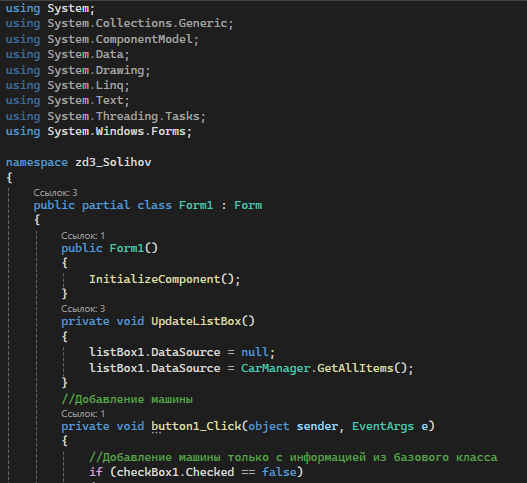 using System;
using System.Collections.Generic;
using System.ComponentModel;
using System.Data;
using System.Drawing;
using System.Linq;
using System.Text;
using System.Threading.Tasks;
using System.Windows.Forms;
namespace zd3_Solihov
{
Ссылок: 3
public partial class Form1 : Form
{
Ссылок: 1
public Form1()
{
InitializeComponent();
}
Ссылок: 3
private void UpdateListBox()
{
listBox1.DataSource = null;
listBox1.DataSource = CarManager.GetAllItems();
}
//Добавление машины
Ссылок: 1
private void button1_Click(object sender, EventArgs e)
{
//Добавление машины только с информацией из базового класса
if (checkBox1.Checked == false)